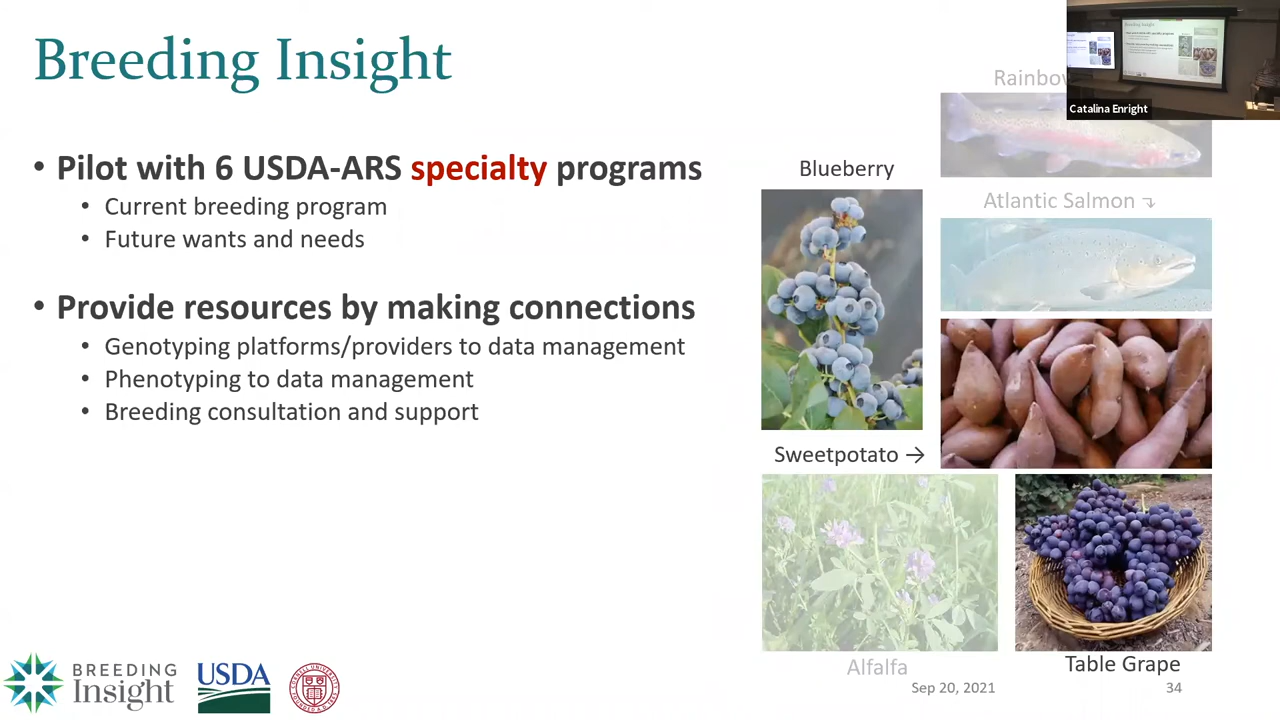 Breeding Insight
• Pilot with 6 USDA-ARS specialty programs
• Current breeding program
• Future wants and needs
• Provide resources by making connections
• Genotyping platforms/providers to data management
• Phenotyping to data management
• Breeding consultation and support
Catalina Enright
Blueberry
Atlantic Salmon
Sweetpotato →
Alfalfa
Table Grape
BREEDING
Insight
USDA
Sep 20, 2021
34